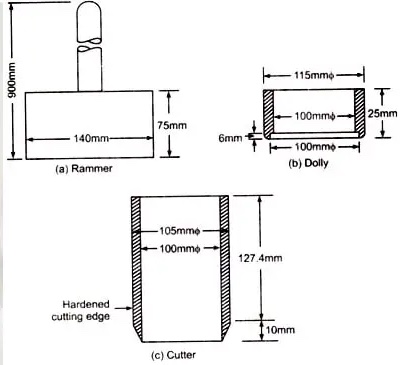 900mm
140mm
75mm
(a) Rammer
115mmϕ
100mmϕ
25mm
6mm
100mmϕ
(b) Dolly
105mmϕ
100mmϕ
127.4mm
Hardened
cutting edge
10mm
(c) Cutter